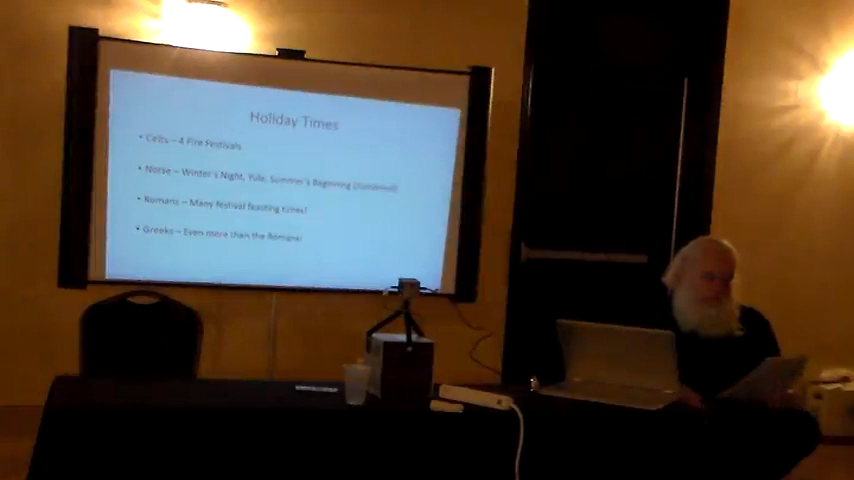 Holiday Times
• Celts – 4 Fire Festivals
• Norse – Winter's Night, Yule, Summer's Beginning
• Romans – Many festival feasting times!
• Greeks – Even more than the Romans!